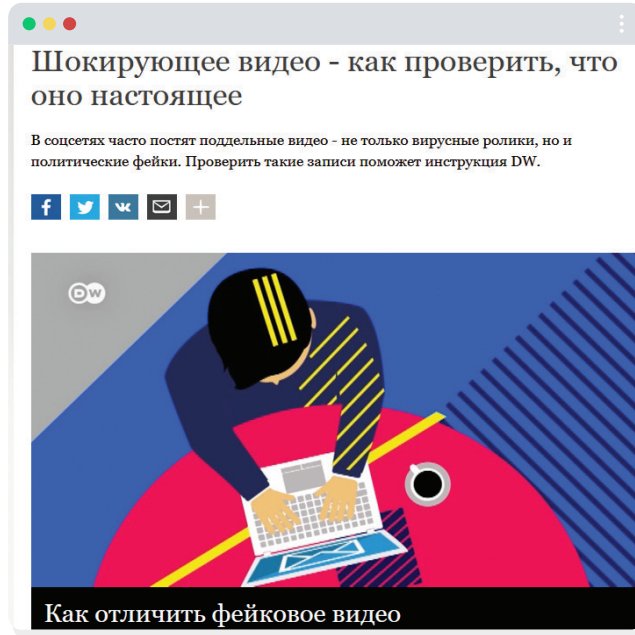 Шокирующее видео - как проверить, что
оно настоящее
В соцсетях часто постят поддельные видео - не только вирусные ролики, но и
политические фейки. Проверить такие записи поможет инструкция DW.
DW
Как отличить фейковое видео